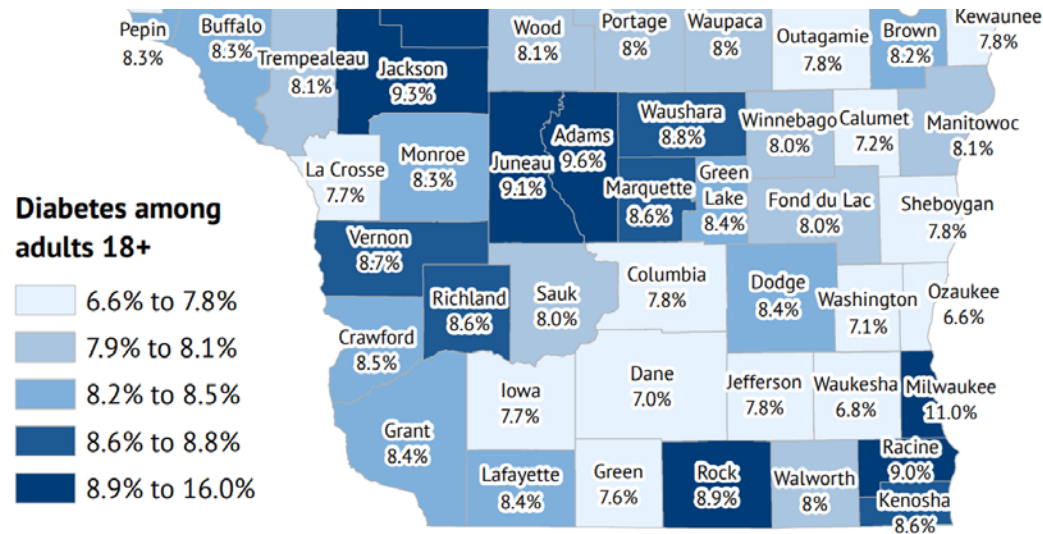 Pepin
8.3%
Buffalo
8.3%
Trempealeau
8.1%
Jackson
9.3%
Wood
8.1%
Portage
8%
Waupaca
8%
Outagamie
7.8%
Brown
8.2%
Kewaunee
7.8%
La Crosse
7.7%
Monroe
8.3%
Juneau
9.1%
Adams
9.6%
Waushara
8.8%
Marquette
8.6%
Green
Lake
8.4%
Winnebago
8.0%
Calumet
7.2%
Manitowoc
8.1%
Fond du Lac
8.0%
Sheboygan
7.8%
Diabetes among
adults 18+
6.6% to 7.8%
7.9% to 8.1%
8.2% to 8.5%
8.6% to 8.8%
8.9% to 16.0%
Vernon
8.7%
Richland
8.6%
Sauk
8.0%
Columbia
7.8%
Dodge
8.4%
Washington
7.1%
Ozaukee
6.6%
Crawford
8.5%
Iowa
7.7%
Dane
7.0%
Jefferson
7.8%
Waukesha
6.8%
Milwaukee
11.0%
Grant
8.4%
Lafayette
8.4%
Green
7.6%
Rock
8.9%
Walworth
8%
Racine
9.0%
Kenosha
8.6%